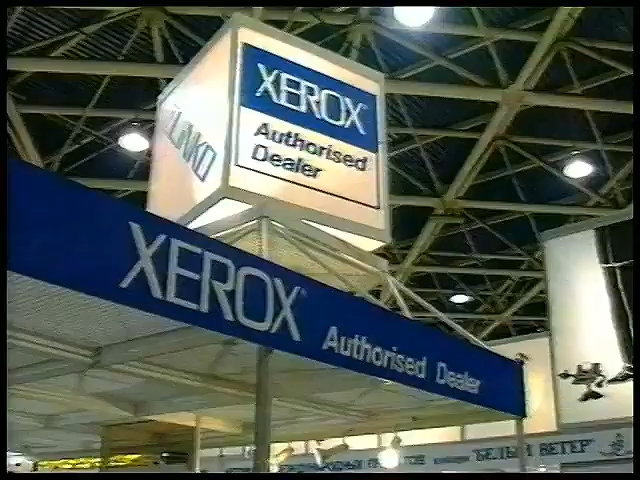 XEROX
Authorised
Dealer
XEROX Authorised Dealer
"БЕЛЫЙ ВЕТЕР"